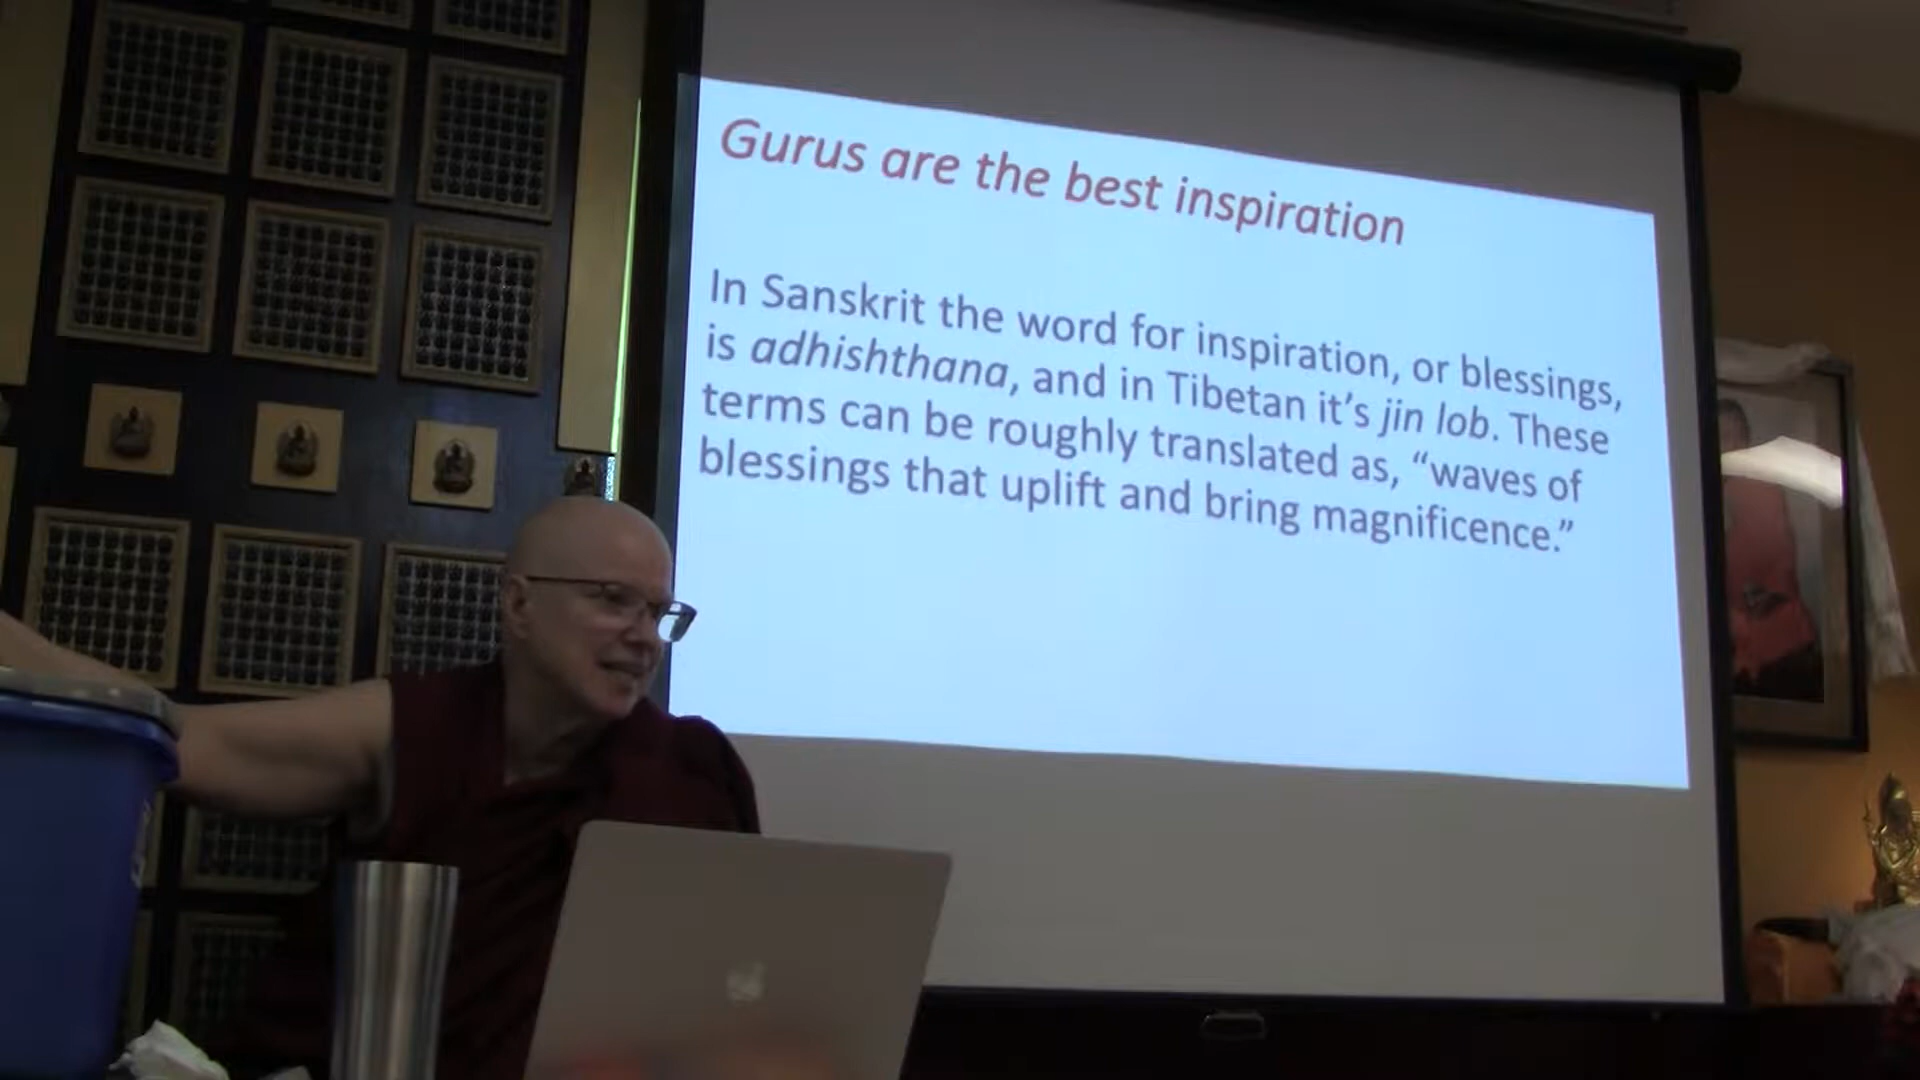 Gurus are the best inspiration
In Sanskrit the word for inspiration, or blessings,
is adhishthana, and in Tibetan it’s jin lob. These
terms can be roughly translated as, “waves of
blessings that uplift and bring magnificence.”